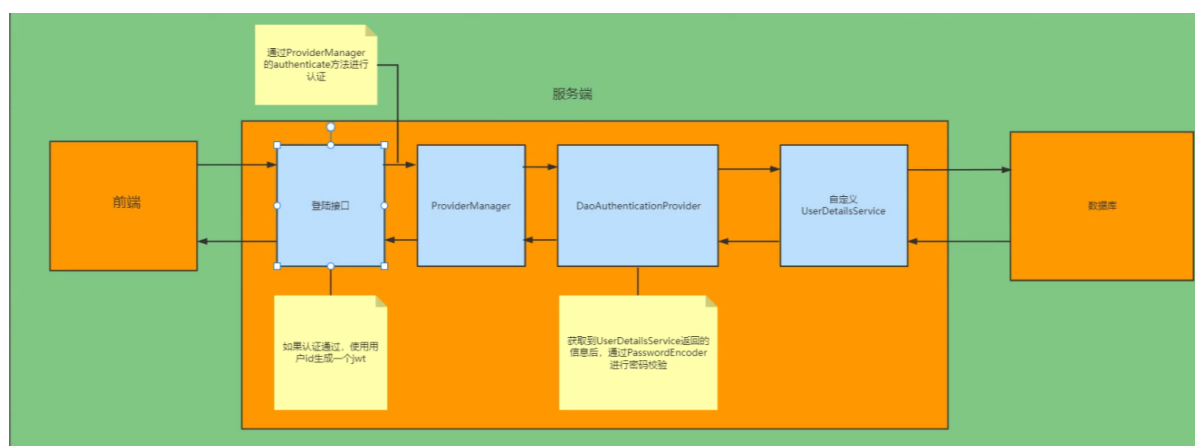 通过ProviderManager
的authenticate方法进行
认证
服务端
前端
登陆接口
ProviderManager
DaoAuthenticationProvider
自定义
UserDetailsService
数据库
如果认证通过，使用用
户id生成一个jwt
获取到UserDetailsService返回的
信息后，通过PasswordEncoder
进行密码校验